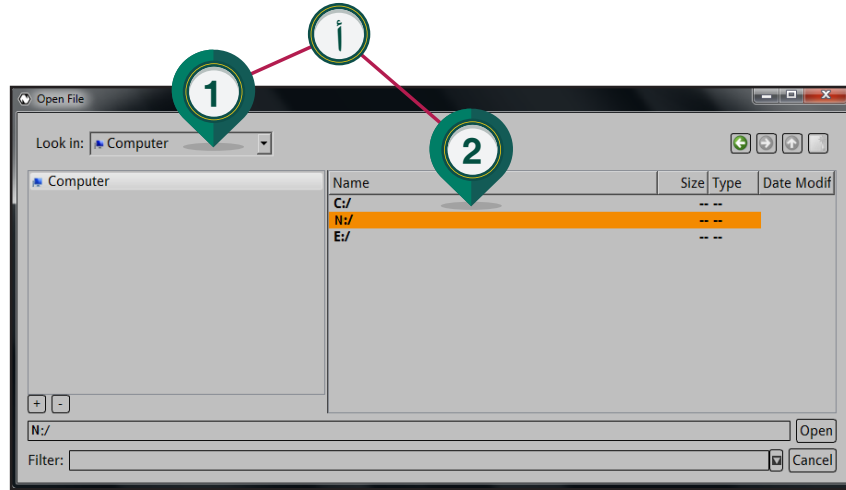 أ
1
Open File
Look in: Computer
2
Computer
Name Size Type Date Modif
C:/ -- --
N:/ -- --
E:/ -- --
+ -
N:/ Open
Filter: Cancel